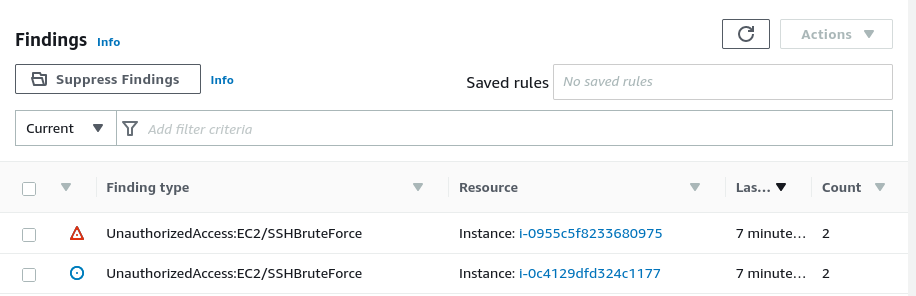 Findings Info
Actions
Suppress Findings Info
Saved rules No saved rules
Current Add filter criteria
Finding type Resource Las... Count
UnauthorizedAccess:EC2/SSHBruteForce Instance: i-0955c5f8233680975 7 minute... 2
UnauthorizedAccess:EC2/SSHBruteForce Instance: i-0c4129dfd324c1177 7 minute... 2